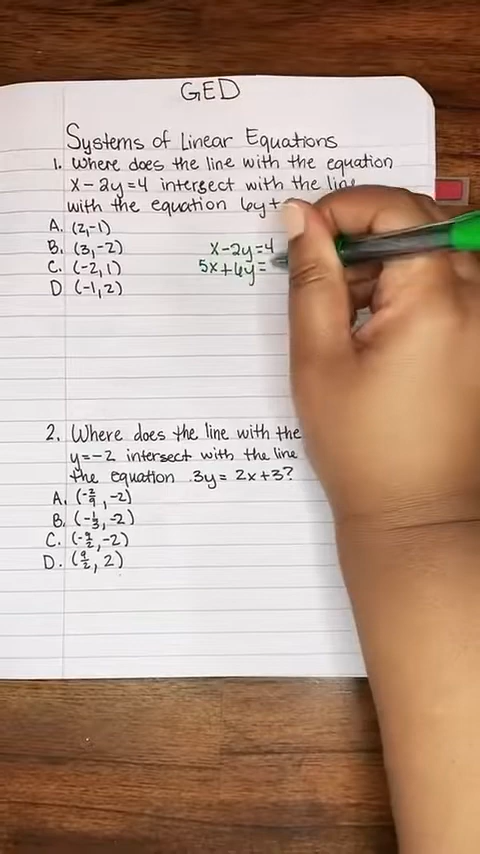 GED
Systems of Linear Equations
1. Where does the line with the equation
x-2y=4 intersect with the line
with the equation 6y+
A. (2,-1)
B. (3,-2)
C. (-2,1)
D (-1,2)
x-2y=4
5x+6y=
2. Where does the line with the
y=-2 intersect with the line
the equation 3y= 2x+3?
A. (-2/9, -2)
B. (-1/3, -2)
C. (-9/2, -2)
D. (9/2, 2)